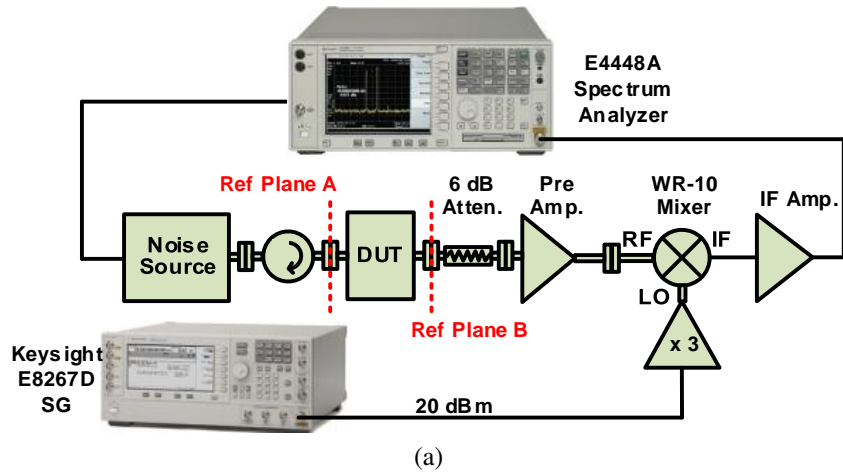 E4448A
Spectrum
Analyzer
Ref Plane A
6 dB
Atten.
Pre
Amp.
WR-10
Mixer
IF Amp.
Noise
Source
DUT
RF
IF
LO
Ref Plane B
x 3
Keysight
E8267D
SG
20 dBm
(a)